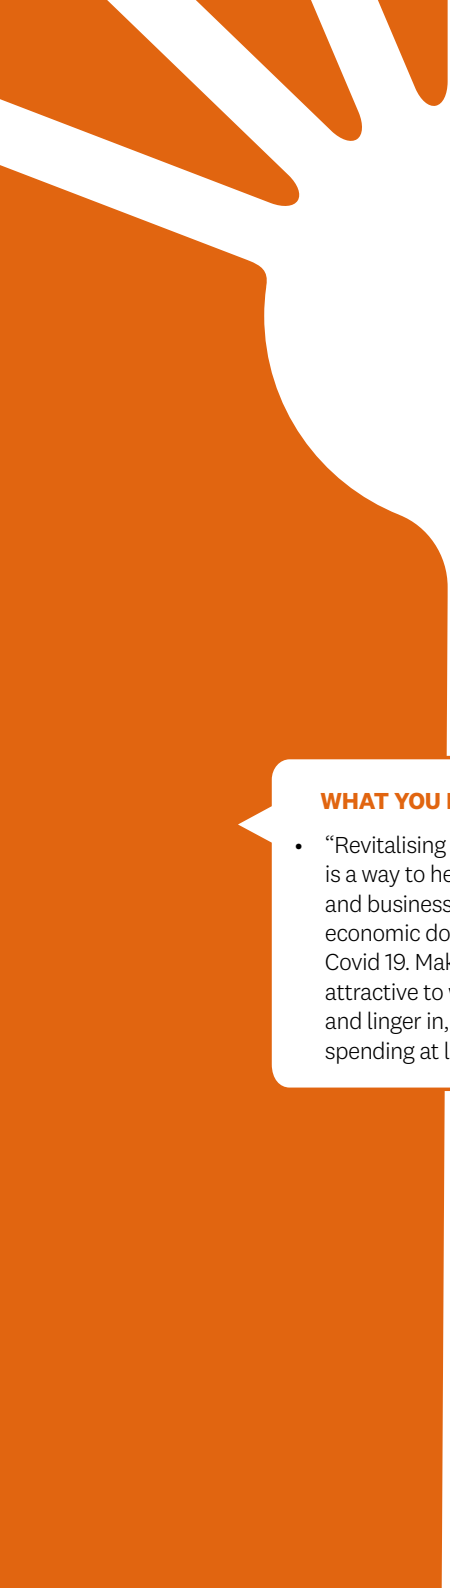 WHAT YOU
• “Revitalising
is a way to he
and business
economic do
Covid 19. Mak
attractive to
and linger in,
spending at l